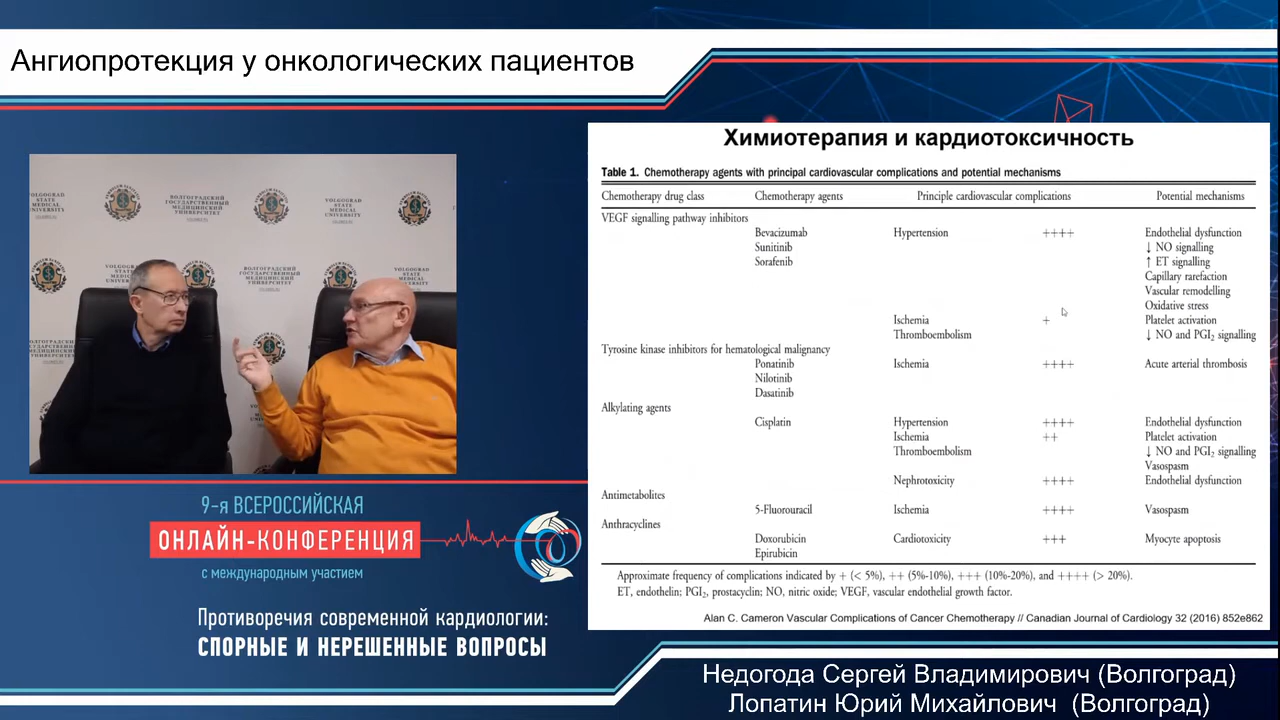 Ангиопротекция у онкологических пациентов
VOLGOGRAD
STATE
MEDICAL
UNIVERSITY
ВОЛГОГРАДСКИЙ
ГОСУДАРСТВЕННЫЙ
МЕДИЦИНСКИЙ
УНИВЕРСИТЕТ
9-я ВСЕРОССИЙСКАЯ
ОНЛАЙН-КОНФЕРЕНЦИЯ
с международным участием
Противоречия современной кардиологии:
СПОРНЫЕ И НЕРЕШЕННЫЕ ВОПРОСЫ
Химиотерапия и кардиотоксичность
Table 1. Chemotherapy agents with principal cardiovascular complications and potential mechanisms
Chemotherapy drug class Chemotherapy agents Principle cardiovascular complications Potential mechanisms
VEGF signalling pathway inhibitors
Bevacizumab Hypertension ++++ Endothelial dysfunction
Sunitinib ↓ NO signalling
Sorafenib ↑ ET signalling
Capillary rarefaction
Vascular remodelling
Oxidative stress
Ischemia + Platelet activation
Thromboembolism ↓ NO and PGI₂ signalling
Tyrosine kinase inhibitors for hematological malignancy
Ponatinib Ischemia ++++ Acute arterial thrombosis
Nilotinib
Dasatinib
Alkylating agents
Cisplatin Hypertension ++++ Endothelial dysfunction
Ischemia ++ Platelet activation
Thromboembolism ↓ NO and PGI₂ signalling
Vasospasm
Nephrotoxicity ++++ Endothelial dysfunction
Antimetabolites
5-Fluorouracil Ischemia ++++ Vasospasm
Anthracyclines
Doxorubicin Cardiotoxicity +++ Myocyte apoptosis
Epirubicin
Approximate frequency of complications indicated by + (< 5%), ++ (5%-10%), +++ (10%-20%), and ++++ (> 20%).
ET, endothelin; PGI₂, prostacyclin; NO, nitric oxide; VEGF, vascular endothelial growth factor.
Alan C. Cameron Vascular Complications of Cancer Chemotherapy // Canadian Journal of Cardiology 32 (2016) 852e862
Недогода Сергей Владимирович (Волгоград)
Лопатин Юрий Михайлович (Волгоград)